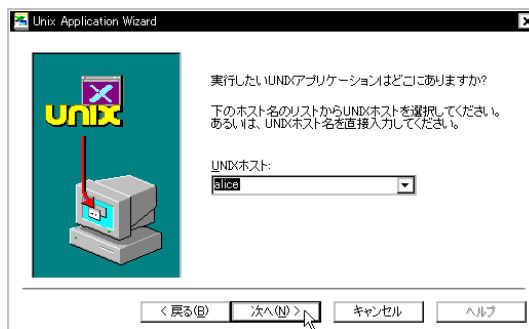 Unix Application Wizard
UNIX
実行したいUNIXアプリケーションはどこにありますか?
下のホスト名のリストからUNIXホストを選択してください。
あるいは、UNIXホスト名を直接入力してください。
UNIXホスト:
alice
< 戻る(B)
次へ(N) >
キャンセル
ヘルプ